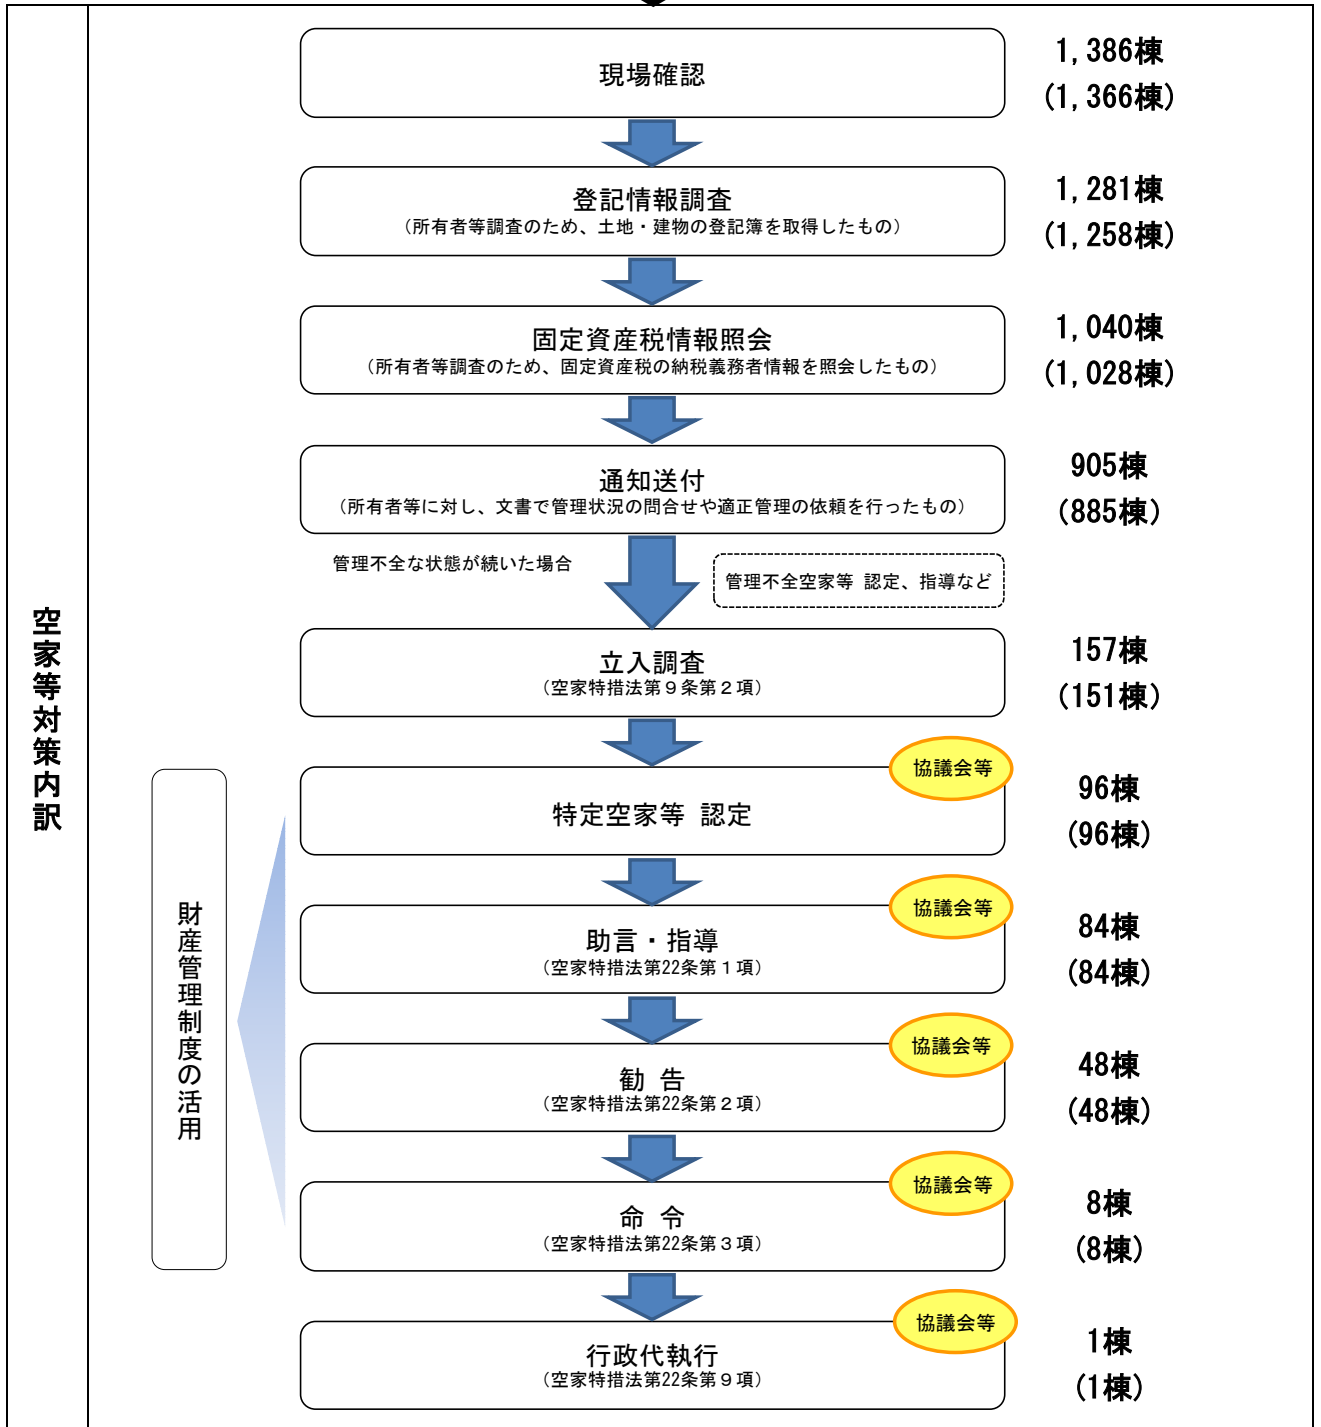 空家等対策内訳
現場確認
1,386棟
(1,366棟)
登記情報調査
(所有者等調査のため、土地・建物の登記簿を取得したもの)
1,281棟
(1,258棟)
固定資産税情報照会
(所有者等調査のため、固定資産税の納税義務者情報を照会したもの)
1,040棟
(1,028棟)
通知送付
(所有者等に対し、文書で管理状況の問合せや適正管理の依頼を行ったもの)
905棟
(885棟)
管理不全な状態が続いた場合
管理不全空家等 認定、指導など
立入調査
(空家特措法第9条第2項)
157棟
(151棟)
財産管理制度の活用
協議会等
特定空家等 認定
96棟
(96棟)
協議会等
助言・指導
(空家特措法第22条第1項)
84棟
(84棟)
協議会等
勧 告
(空家特措法第22条第2項)
48棟
(48棟)
協議会等
命 令
(空家特措法第22条第3項)
8棟
(8棟)
協議会等
行政代執行
(空家特措法第22条第9項)
1棟
(1棟)